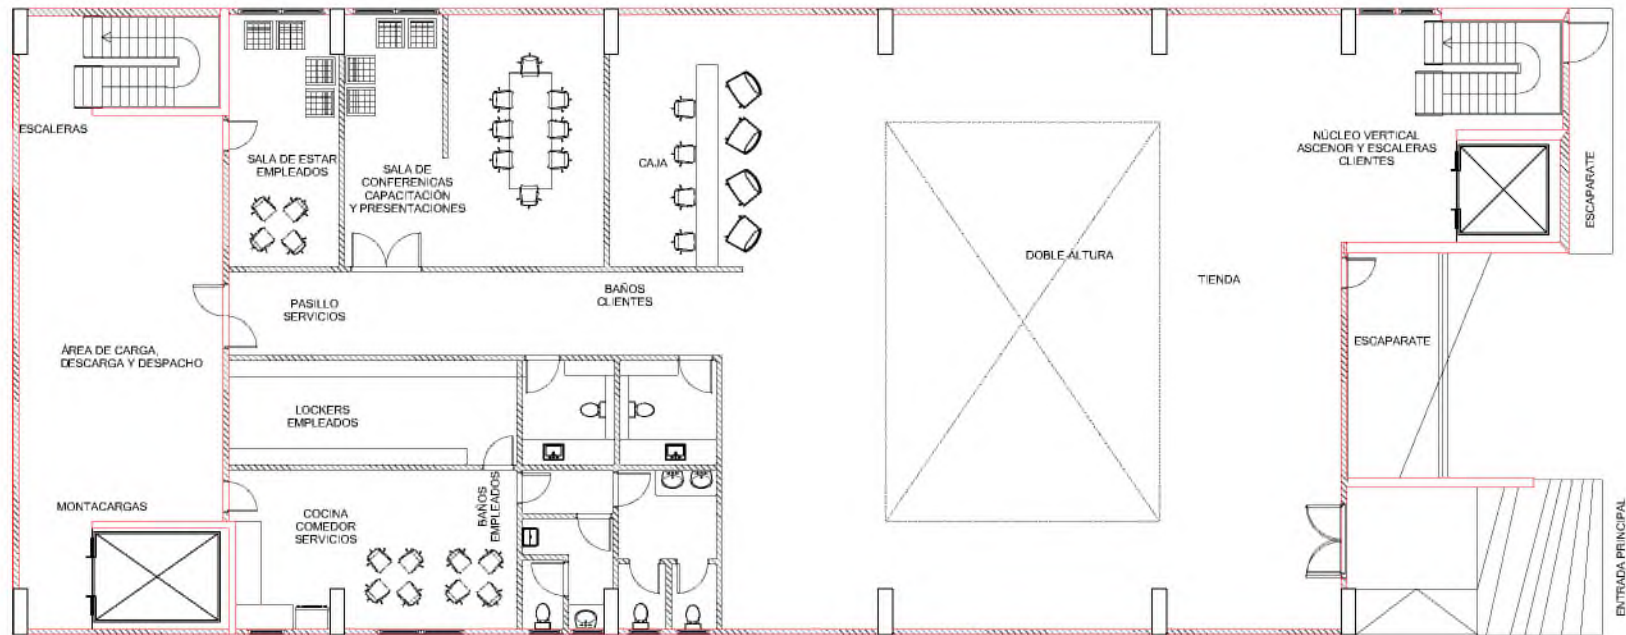 ESCALERAS
SALA DE ESTAR
EMPLEADOS
SALA DE
CONFERENICAS
CAPACITACIÓN
Y PRESENTACIONES
CAJA
NÚCLEO VERTICAL
ASCENOR Y ESCALERAS
CLIENTES
ESCAPARATE
DOBLE ALTURA
TIENDA
PASILLO
SERVICIOS
BAÑOS
CLIENTES
ÁREA DE CARGA,
DESCARGA Y DESPACHO
ESCAPARATE
LOCKERS
EMPLEADOS
MONTACARGAS
COCINA
COMEDOR
SERVICIOS
BAÑOS
EMPLEADOS
ENTRADA PRINCIPAL